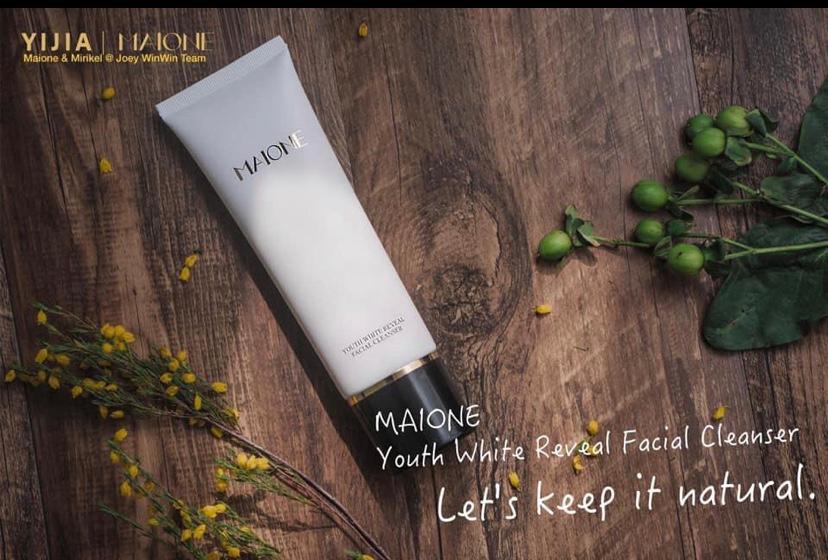 YIJIA | MAIONE
Maione & Mirikel @ Joey WinWin Team
MAIONE
YOUTH WHITE REVEAL
FACIAL CLEANSER
MAIONE
Youth White Reveal Facial Cleanser
Let's keep it natural.